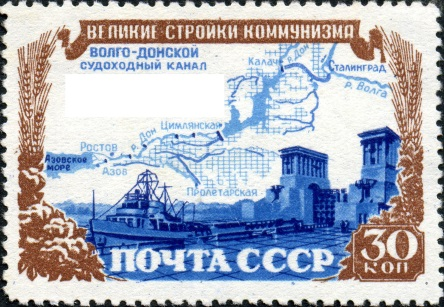 ВЕЛИКИЕ СТРОЙКИ КОММУНИЗМА
ВОЛГО-ДОНСКОЙ
СУДОХОДНЫЙ КАНАЛ
Калач
р. Дон
Сталинград
р. Волга
Цимлянская
р. Дон
Ростов
Азовское
море
Азов
Пролетарская
ПОЧТА СССР
30
КОП